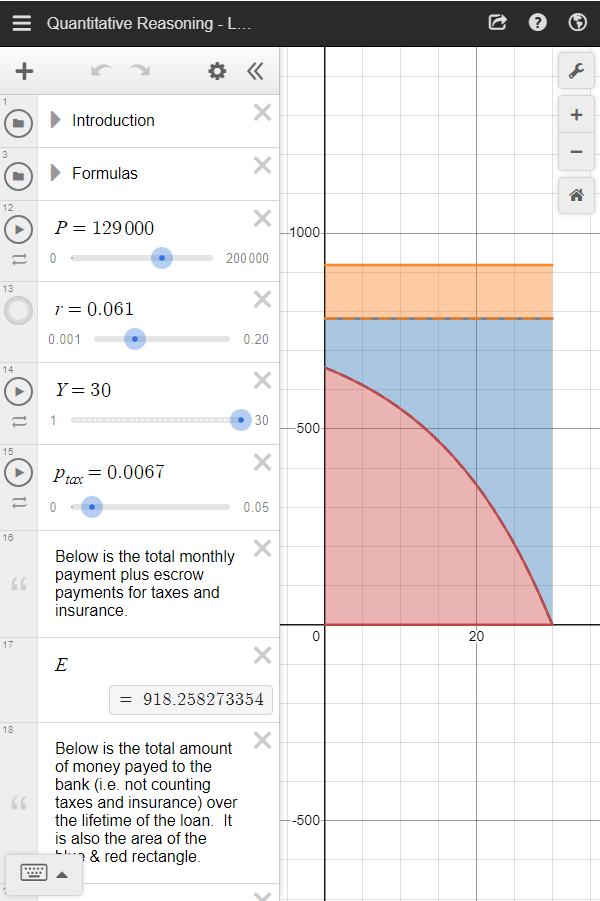 Quantitative Reasoning - L...
1
Introduction
3
Formulas
12
P = 129000
0
200000
13
r = 0.061
0.001
0.20
14
Y = 30
1
30
15
p_tax = 0.0067
0
0.05
16
Below is the total monthly
payment plus escrow
payments for taxes and
insurance.
17
E
= 918.258273354
18
Below is the total amount
of money payed to the
bank (i.e. not counting
taxes and insurance) over
the lifetime of the loan. It
is also the area of the
& red rectangle.
1000
500
0
20
-500